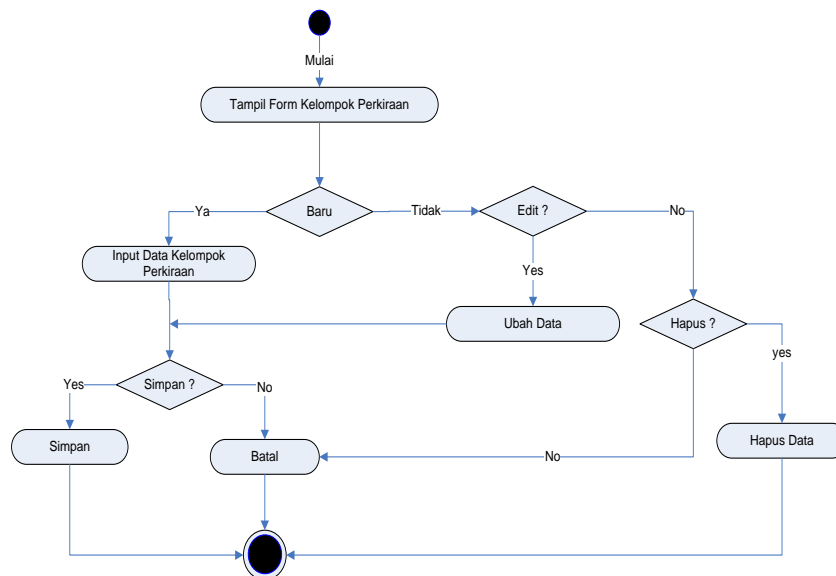 Mulai
Tampil Form Kelompok Perkiraan
Baru
Ya
Tidak
Edit ?
No
Input Data Kelompok
Perkiraan
Yes
Ubah Data
Hapus ?
yes
Simpan ?
Yes
No
Simpan
Batal
No
Hapus Data